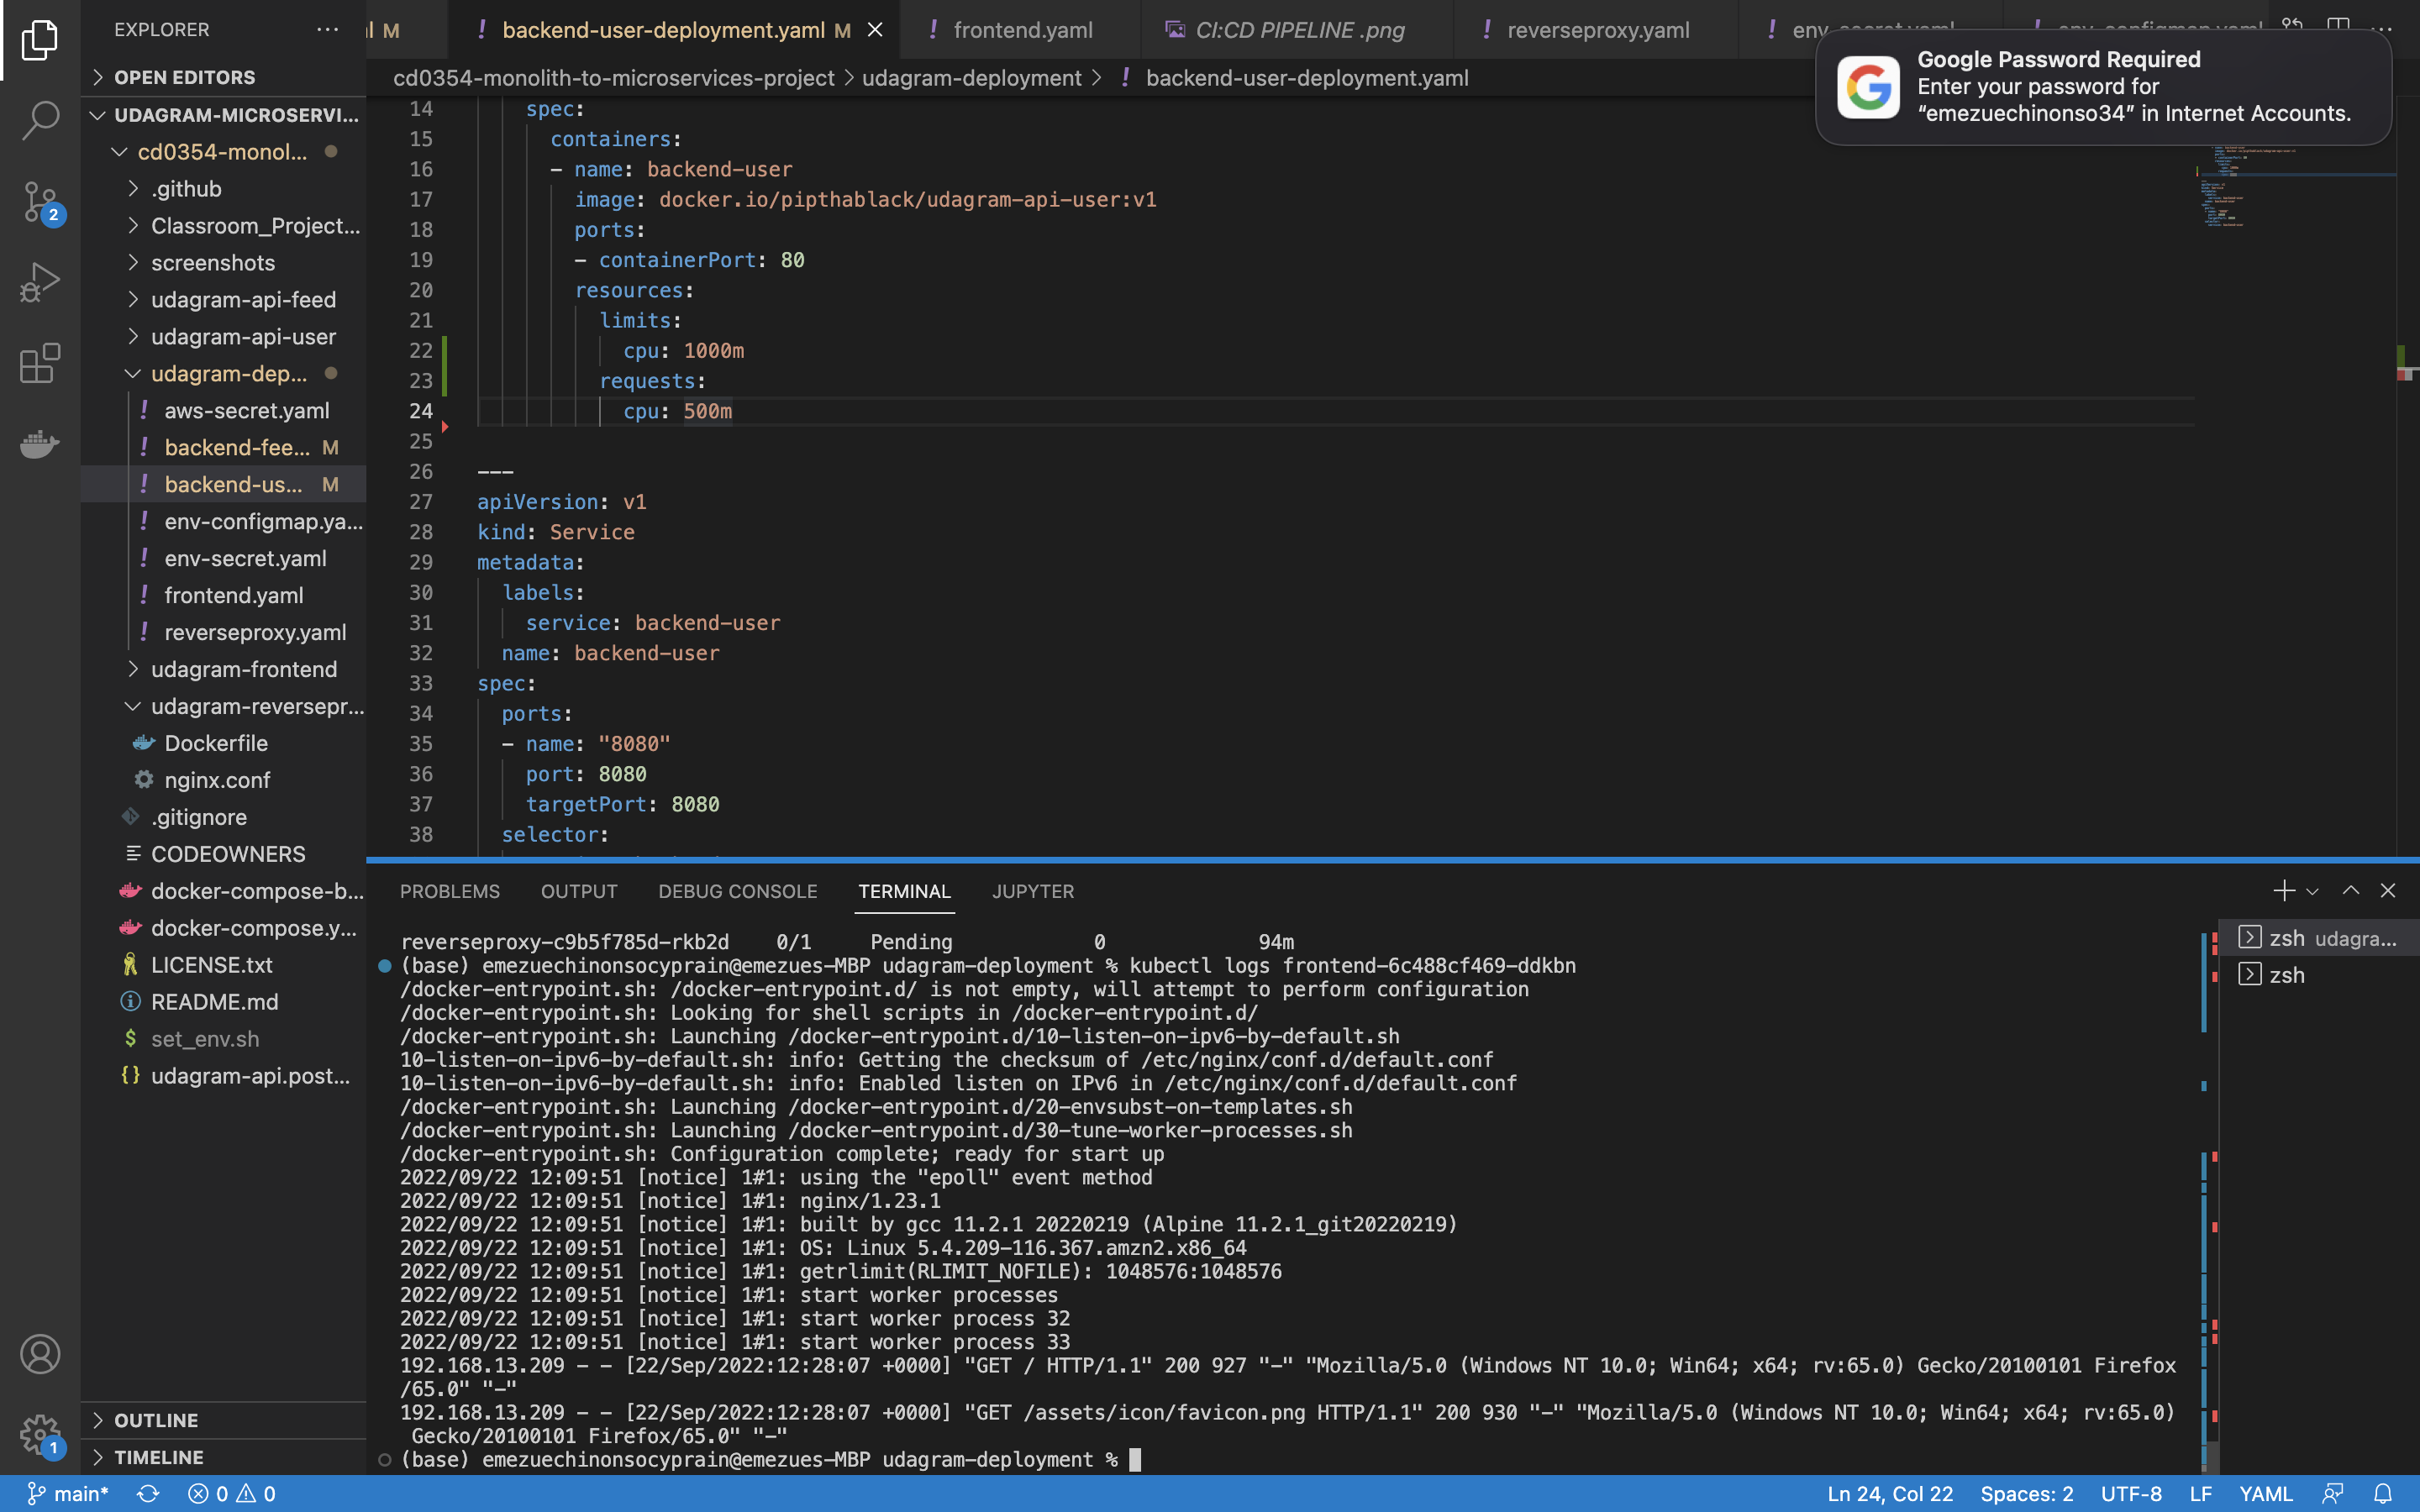 EXPLORER
···
M
! backend-user-deployment.yaml M
! frontend.yaml
CI:CD PIPELINE .png
! reverseproxy.yaml
!
Google Password Required
Enter your password for
“emezuechinonso34” in Internet Accounts.
cd0354-monolith-to-microservices-project > udagram-deployment > ! backend-user-deployment.yaml
OPEN EDITORS
UDAGRAM-MICROSERVI...
cd0354-monol...
.github
Classroom_Project...
screenshots
udagram-api-feed
udagram-api-user
udagram-dep...
! aws-secret.yaml
! backend-fee... M
! backend-us... M
! env-configmap.ya...
! env-secret.yaml
! frontend.yaml
! reverseproxy.yaml
udagram-frontend
udagram-reversepr...
Dockerfile
nginx.conf
.gitignore
CODEOWNERS
docker-compose-b...
docker-compose.y...
LICENSE.txt
README.md
$ set_env.sh
{} udagram-api.post...
OUTLINE
TIMELINE
2
1
14 spec:
15 containers:
16 - name: backend-user
17 image: docker.io/pipthablack/udagram-api-user:v1
18 ports:
19 - containerPort: 80
20 resources:
21 limits:
22 cpu: 1000m
23 requests:
24 cpu: 500m
25
26 ---
27 apiVersion: v1
28 kind: Service
29 metadata:
30 labels:
31 service: backend-user
32 name: backend-user
33 spec:
34 ports:
35 - name: "8080"
36 port: 8080
37 targetPort: 8080
38 selector:
PROBLEMS OUTPUT DEBUG CONSOLE TERMINAL JUPYTER
zsh udagra...
zsh
reverseproxy-c9b5f785d-rkb2d 0/1 Pending 0 94m
(base) emezuechinonsocyprain@emezues-MBP udagram-deployment % kubectl logs frontend-6c488cf469-ddkbn
/docker-entrypoint.sh: /docker-entrypoint.d/ is not empty, will attempt to perform configuration
/docker-entrypoint.sh: Looking for shell scripts in /docker-entrypoint.d/
/docker-entrypoint.sh: Launching /docker-entrypoint.d/10-listen-on-ipv6-by-default.sh
10-listen-on-ipv6-by-default.sh: info: Getting the checksum of /etc/nginx/conf.d/default.conf
10-listen-on-ipv6-by-default.sh: info: Enabled listen on IPv6 in /etc/nginx/conf.d/default.conf
/docker-entrypoint.sh: Launching /docker-entrypoint.d/20-envsubst-on-templates.sh
/docker-entrypoint.sh: Launching /docker-entrypoint.d/30-tune-worker-processes.sh
/docker-entrypoint.sh: Configuration complete; ready for start up
2022/09/22 12:09:51 [notice] 1#1: using the "epoll" event method
2022/09/22 12:09:51 [notice] 1#1: nginx/1.23.1
2022/09/22 12:09:51 [notice] 1#1: built by gcc 11.2.1 20220219 (Alpine 11.2.1_git20220219)
2022/09/22 12:09:51 [notice] 1#1: OS: Linux 5.4.209-116.367.amzn2.x86_64
2022/09/22 12:09:51 [notice] 1#1: getrlimit(RLIMIT_NOFILE): 1048576:1048576
2022/09/22 12:09:51 [notice] 1#1: start worker processes
2022/09/22 12:09:51 [notice] 1#1: start worker process 32
2022/09/22 12:09:51 [notice] 1#1: start worker process 33
192.168.13.209 - - [22/Sep/2022:12:28:07 +0000] "GET / HTTP/1.1" 200 927 "-" "Mozilla/5.0 (Windows NT 10.0; Win64; x64; rv:65.0) Gecko/20100101 Firefox
/65.0" "-"
192.168.13.209 - - [22/Sep/2022:12:28:07 +0000] "GET /assets/icon/favicon.png HTTP/1.1" 200 930 "-" "Mozilla/5.0 (Windows NT 10.0; Win64; x64; rv:65.0)
Gecko/20100101 Firefox/65.0" "-"
(base) emezuechinonsocyprain@emezues-MBP udagram-deployment %
main* 0 0
Ln 24, Col 22 Spaces: 2 UTF-8 LF YAML